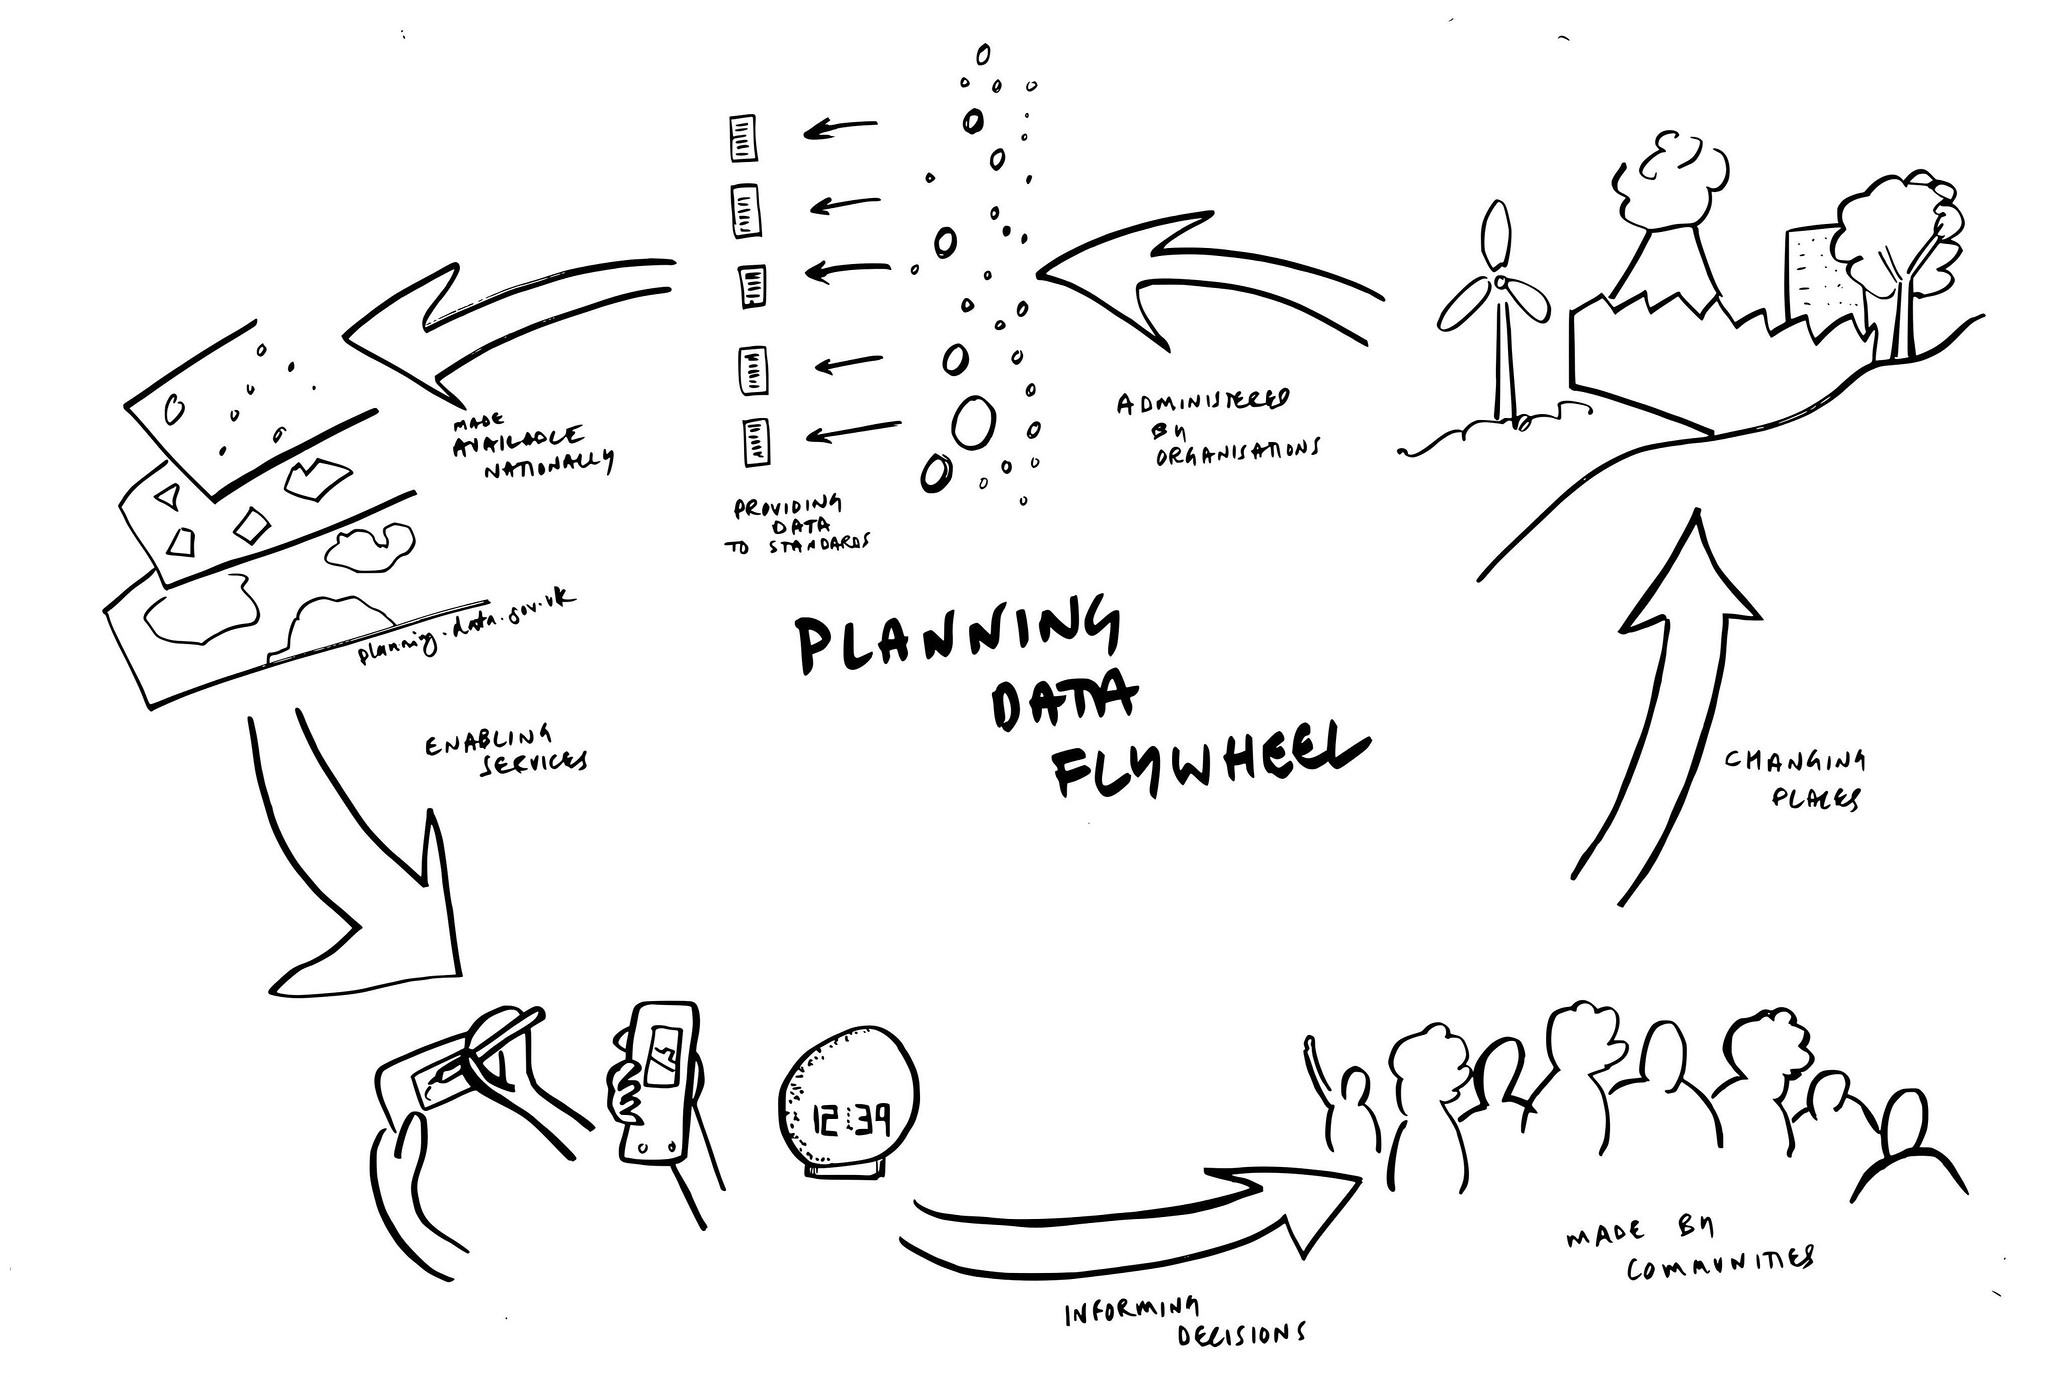 PLANNING
DATA
FLYWHEEL
ADMINISTERED
BY
ORGANISATIONS
PROVIDING
DATA
TO STANDARDS
MADE
AVAILABLE
NATIONALLY
planning.data.gov.uk
ENABLING
SERVICES
12:39
INFORMING
DECISIONS
MADE BY
COMMUNITIES
CHANGING
PLACES